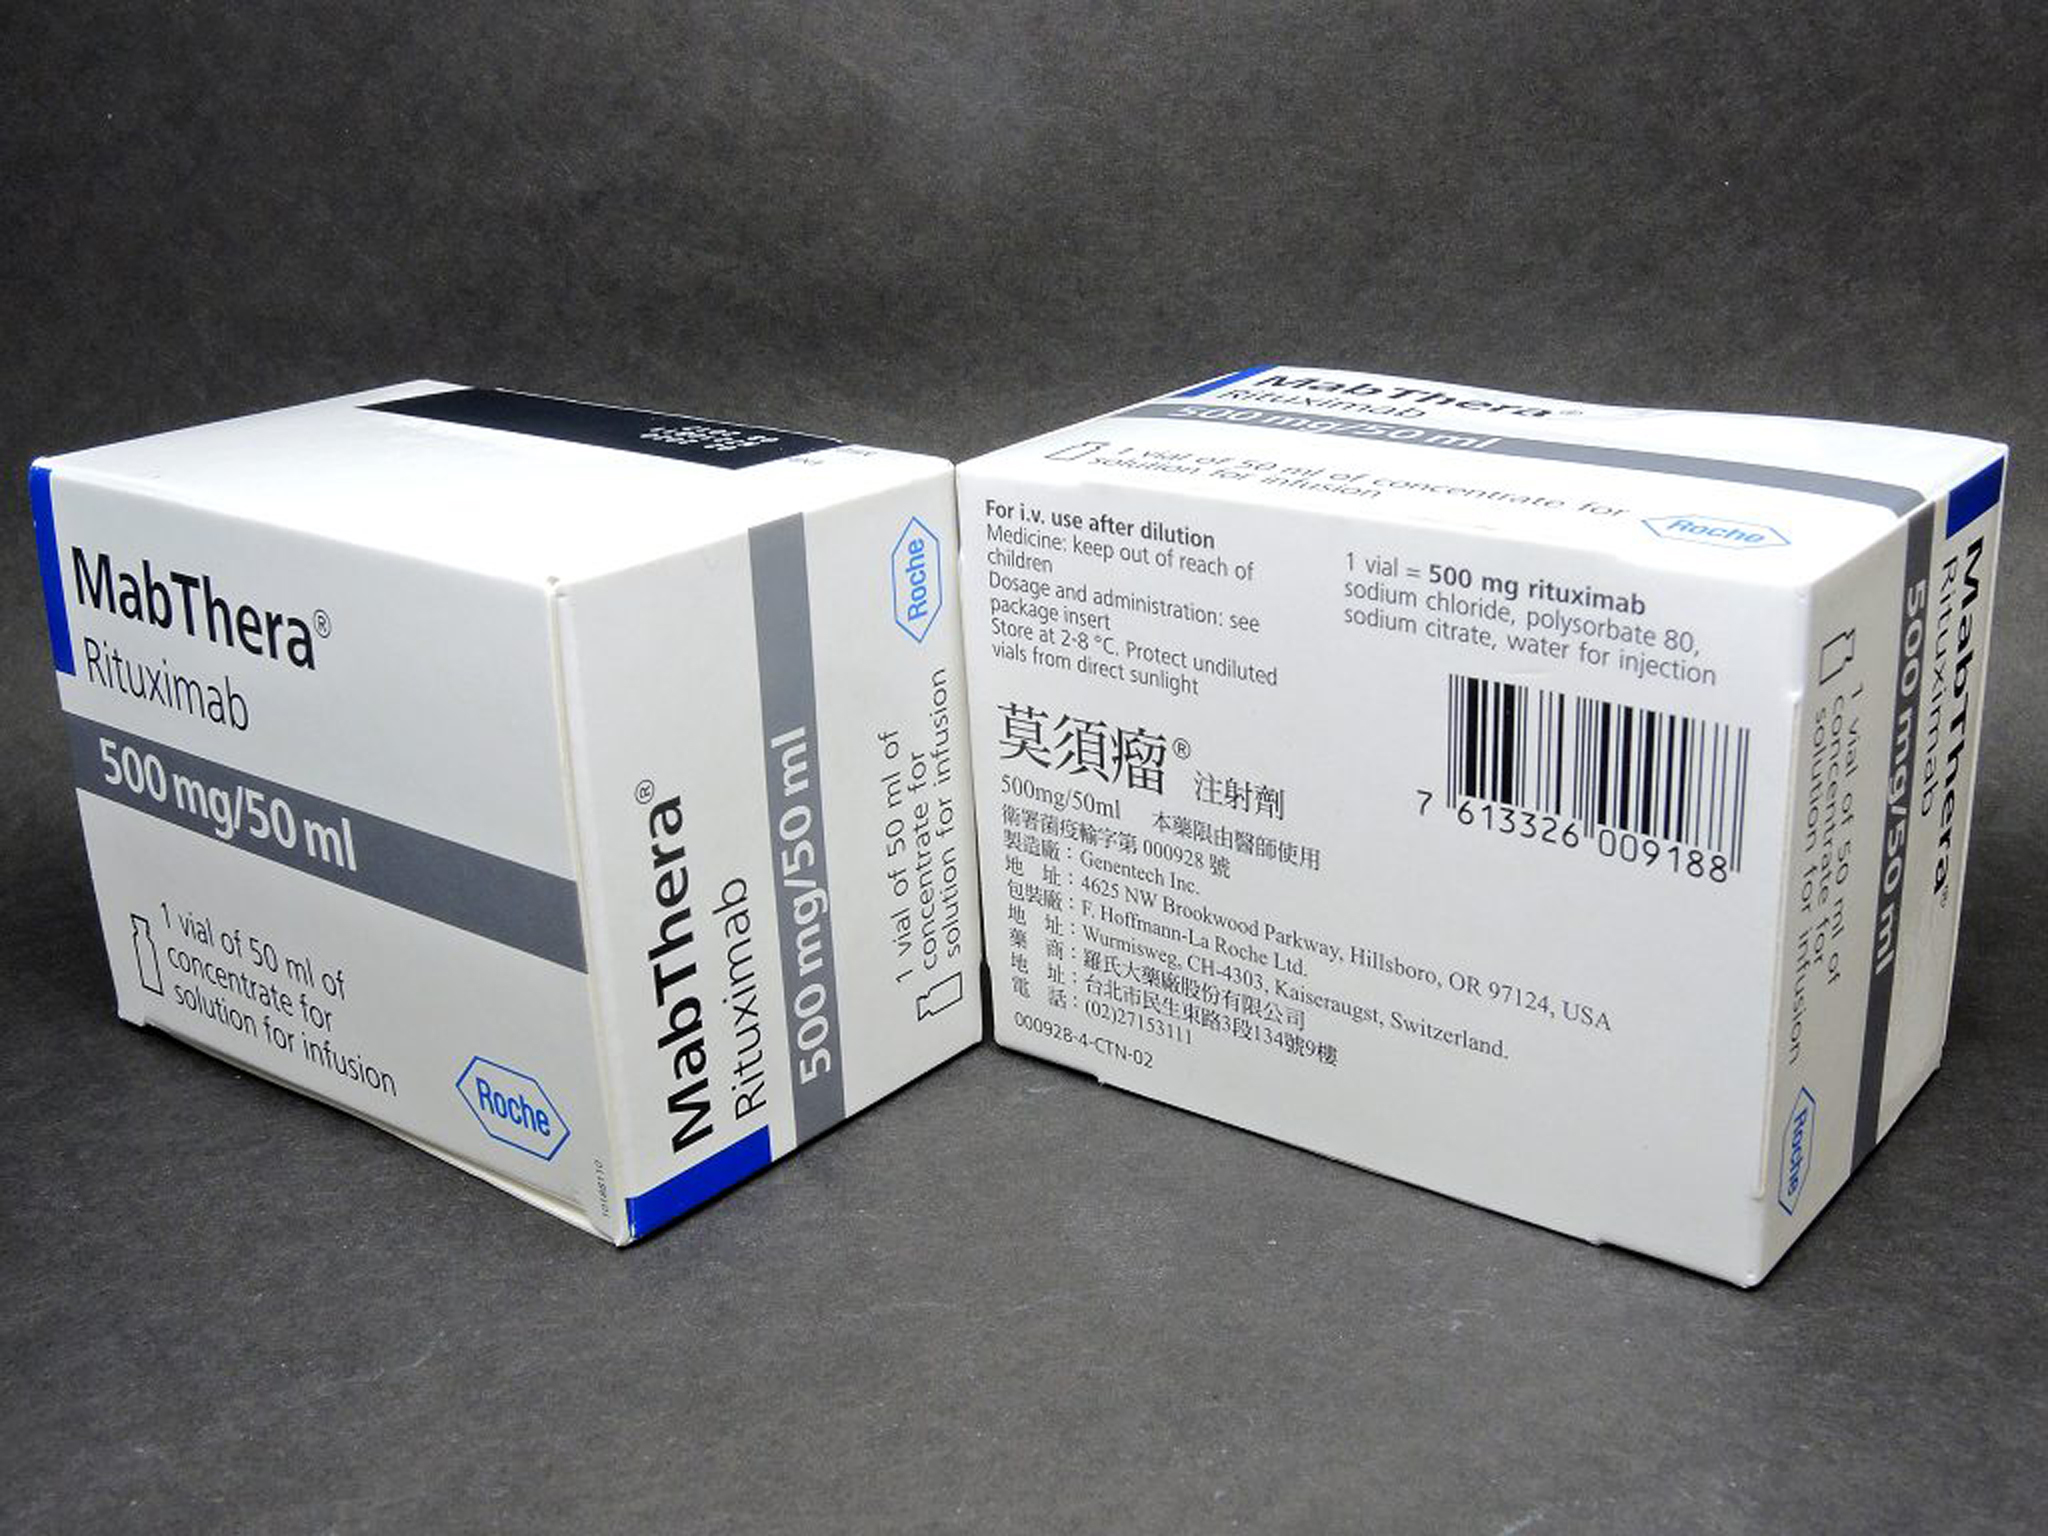 MabThera®
Rituximab
500 mg/50 ml
1 vial of 50 ml of
concentrate for
solution for infusion
Roche
MabThera®
Rituximab
500 mg/50 ml
1 vial of 50 ml of
concentrate for
solution for infusion
Roche
MabThera®
Rituximab
500 mg/50 ml
1 vial of 50 ml of concentrate for
solution for infusion
Roche
For i.v. use after dilution
Medicine: keep out of reach of
children
Dosage and administration: see
package insert
Store at 2-8 °C. Protect undiluted
vials from direct sunlight
1 vial = 500 mg rituximab
sodium chloride, polysorbate 80,
sodium citrate, water for injection
7 613326 009188
莫須瘤® 注射劑
500mg/50ml 本藥限由醫師使用
衛署菌疫輸字第 000928 號
製造廠：Genentech Inc.
地 址：4625 NW Brookwood Parkway, Hillsboro, OR 97124, USA
包裝廠：F. Hoffmann-La Roche Ltd.
地 址：Wurmisweg, CH-4303, Kaiseraugst, Switzerland.
藥 商：羅氏大藥廠股份有限公司
地 址：台北市民生東路3段134號9樓
電 話：(02)27153111
000928-4-CTN-02
MabThera®
Rituximab
500 mg/50 ml
1 vial of 50 ml of
concentrate for
solution for infusion
Roche